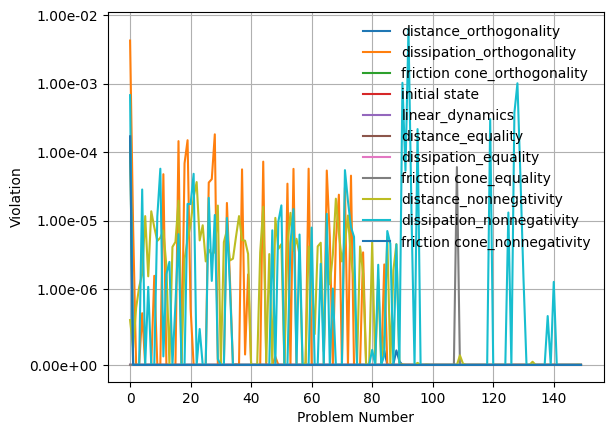 1.00e-02
1.00e-03
1.00e-04
1.00e-05
1.00e-06
0.00e+00
Violation
distance_orthogonality
dissipation_orthogonality
friction cone_orthogonality
initial state
linear_dynamics
distance_equality
dissipation_equality
friction cone_equality
distance_nonnegativity
dissipation_nonnegativity
friction cone_nonnegativity
0 20 40 60 80 100 120 140
Problem Number